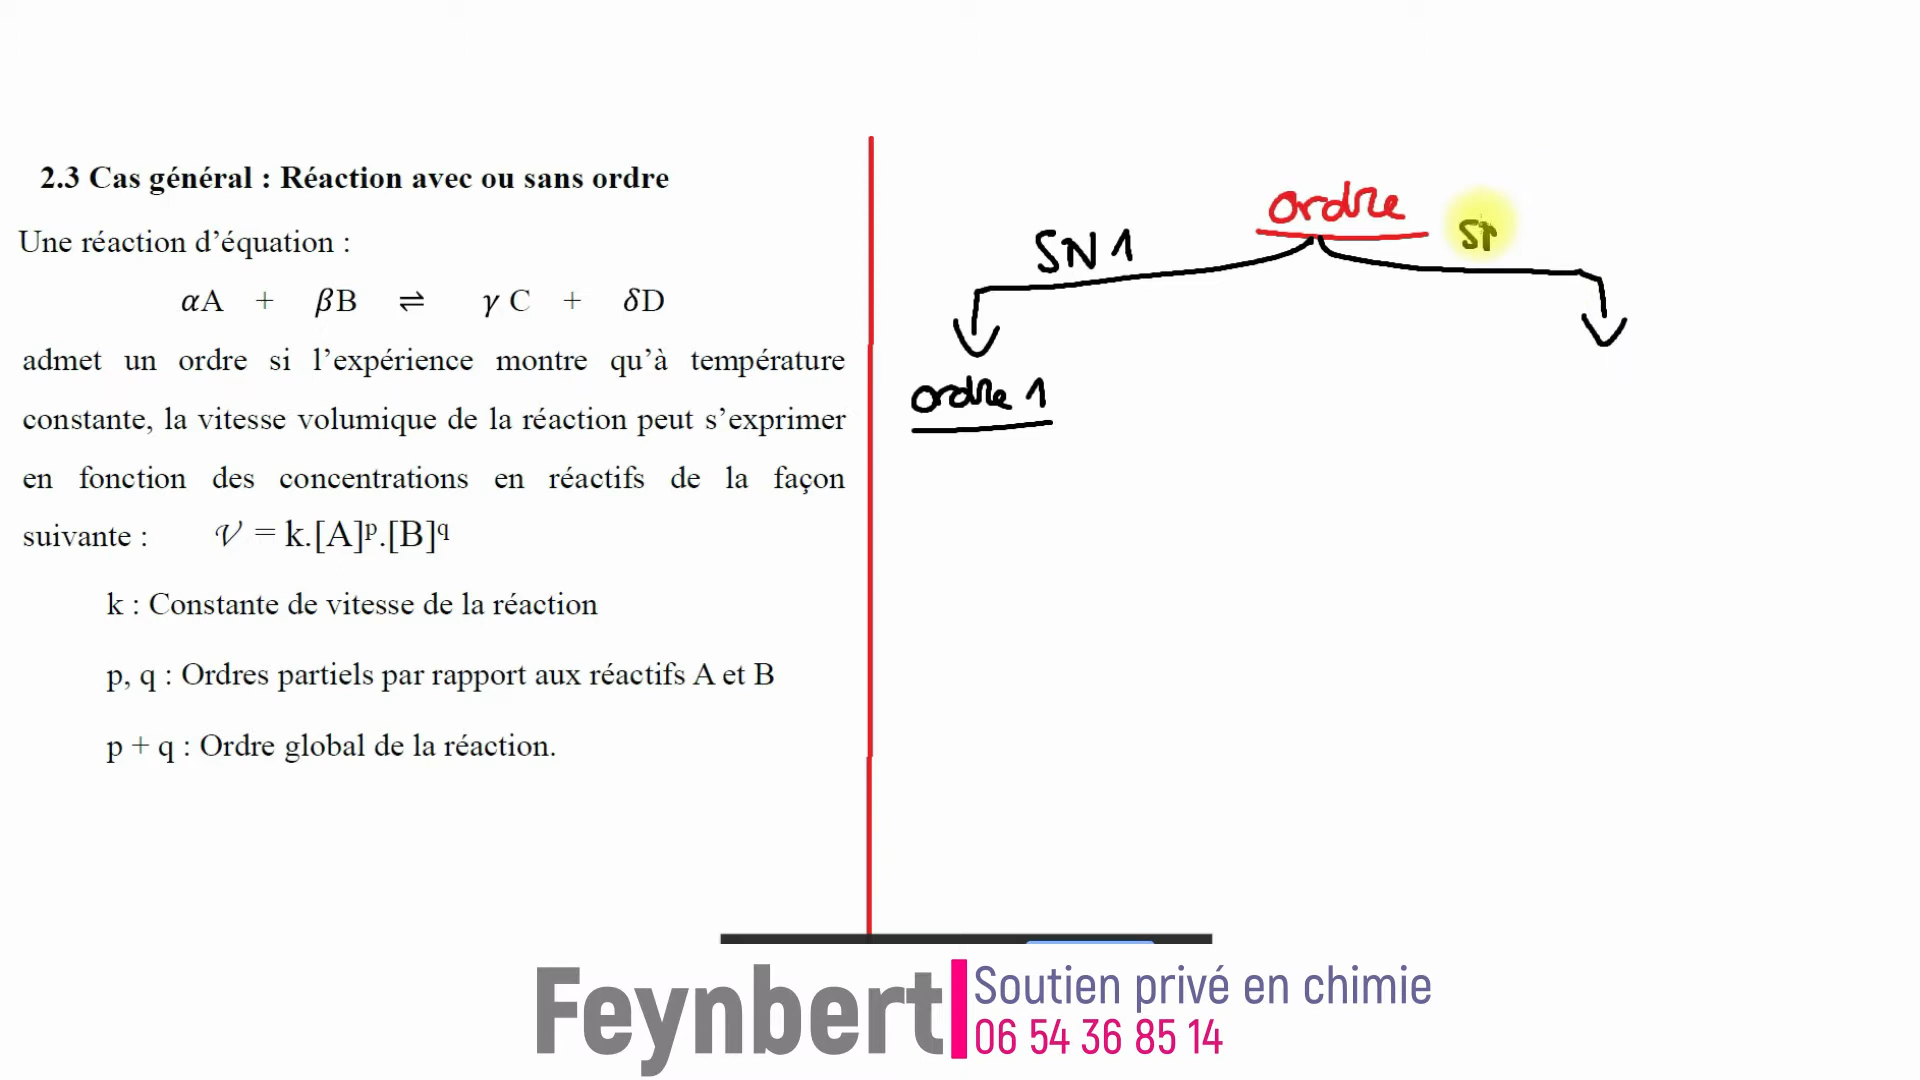 2.3 Cas général : Réaction avec ou sans ordre
Une réaction d’équation :
αA + βB ⇌ γ C + δD
admet un ordre si l’expérience montre qu’à température
constante, la vitesse volumique de la réaction peut s’exprimer
en fonction des concentrations en réactifs de la façon
suivante : 𝒱 = k.[A]ᵖ.[B]^q
k : Constante de vitesse de la réaction
p, q : Ordres partiels par rapport aux réactifs A et B
p + q : Ordre global de la réaction.
ordre
SN 1
ordre 1
Feynbert
Soutien privé en chimie
06 54 36 85 14